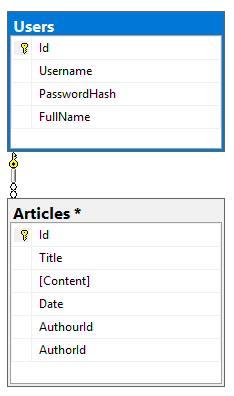 Users
Id
Username
PasswordHash
FullName
Articles *
Id
Title
[Content]
Date
AuthourId
AuthorId